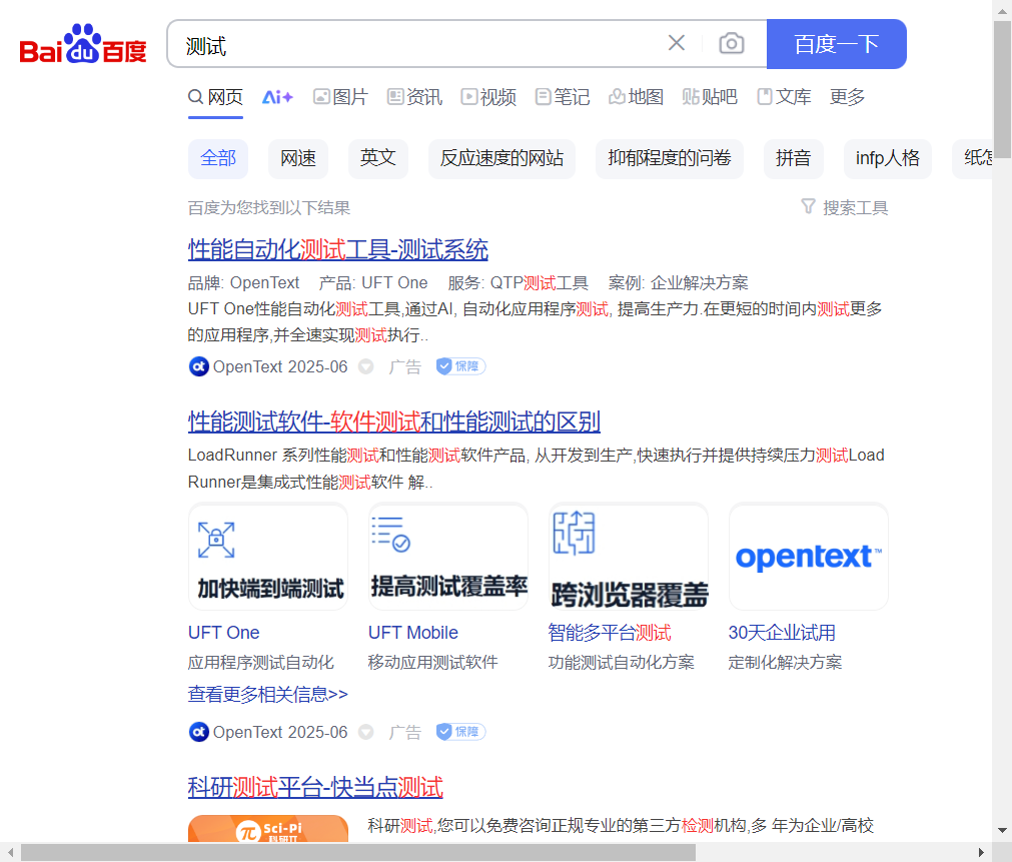 Bai du 百度 测试 百度一下
网页 Ai+ 图片 资讯 视频 笔记 地图 贴 贴吧 文库 更多
全部 网速 英文 反应速度的网站 抑郁程度的问卷 拼音 infp人格
百度为您找到以下结果 搜索工具
性能自动化测试工具-测试系统
品牌: OpenText 产品: UFT One 服务: QTP测试工具 案例: 企业解决方案
UFT One性能自动化测试工具,通过AI, 自动化应用程序测试, 提高生产力.在更短的时间内测试更多
的应用程序,并全速实现测试执行..
OpenText 2025-06 广告 保障
性能测试软件-软件测试和性能测试的区别
LoadRunner 系列性能测试和性能测试软件产品, 从开发到生产,快速执行并提供持续压力测试Load
Runner是集成式性能测试软件 解..
加快端到端测试 提高测试覆盖率 跨浏览器覆盖 opentext™
UFT One UFT Mobile 智能多平台测试 30天企业试用
应用程序测试自动化 移动应用测试软件 功能测试自动化方案 定制化解决方案
查看更多相关信息>>
OpenText 2025-06 广告 保障
科研测试平台-快当点测试
π Sci-Pi 科研测试,您可以免费咨询正规专业的第三方检测机构,多 年为企业/高校